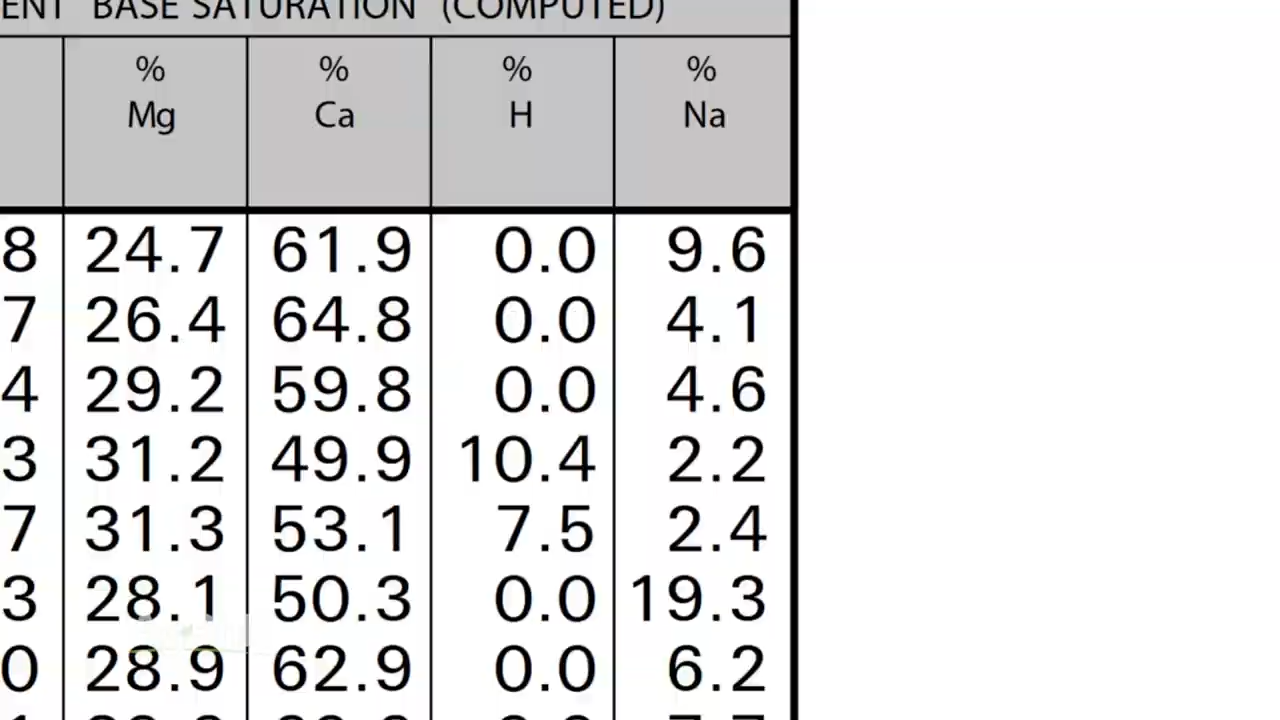 ENT BASE SATURATION (COMPUTED)
% % % %
Mg Ca H Na
8 24.7 61.9 0.0 9.6
7 26.4 64.8 0.0 4.1
4 29.2 59.8 0.0 4.6
3 31.2 49.9 10.4 2.2
7 31.3 53.1 7.5 2.4
3 28.1 50.3 0.0 19.3
0 28.9 62.9 0.0 6.2